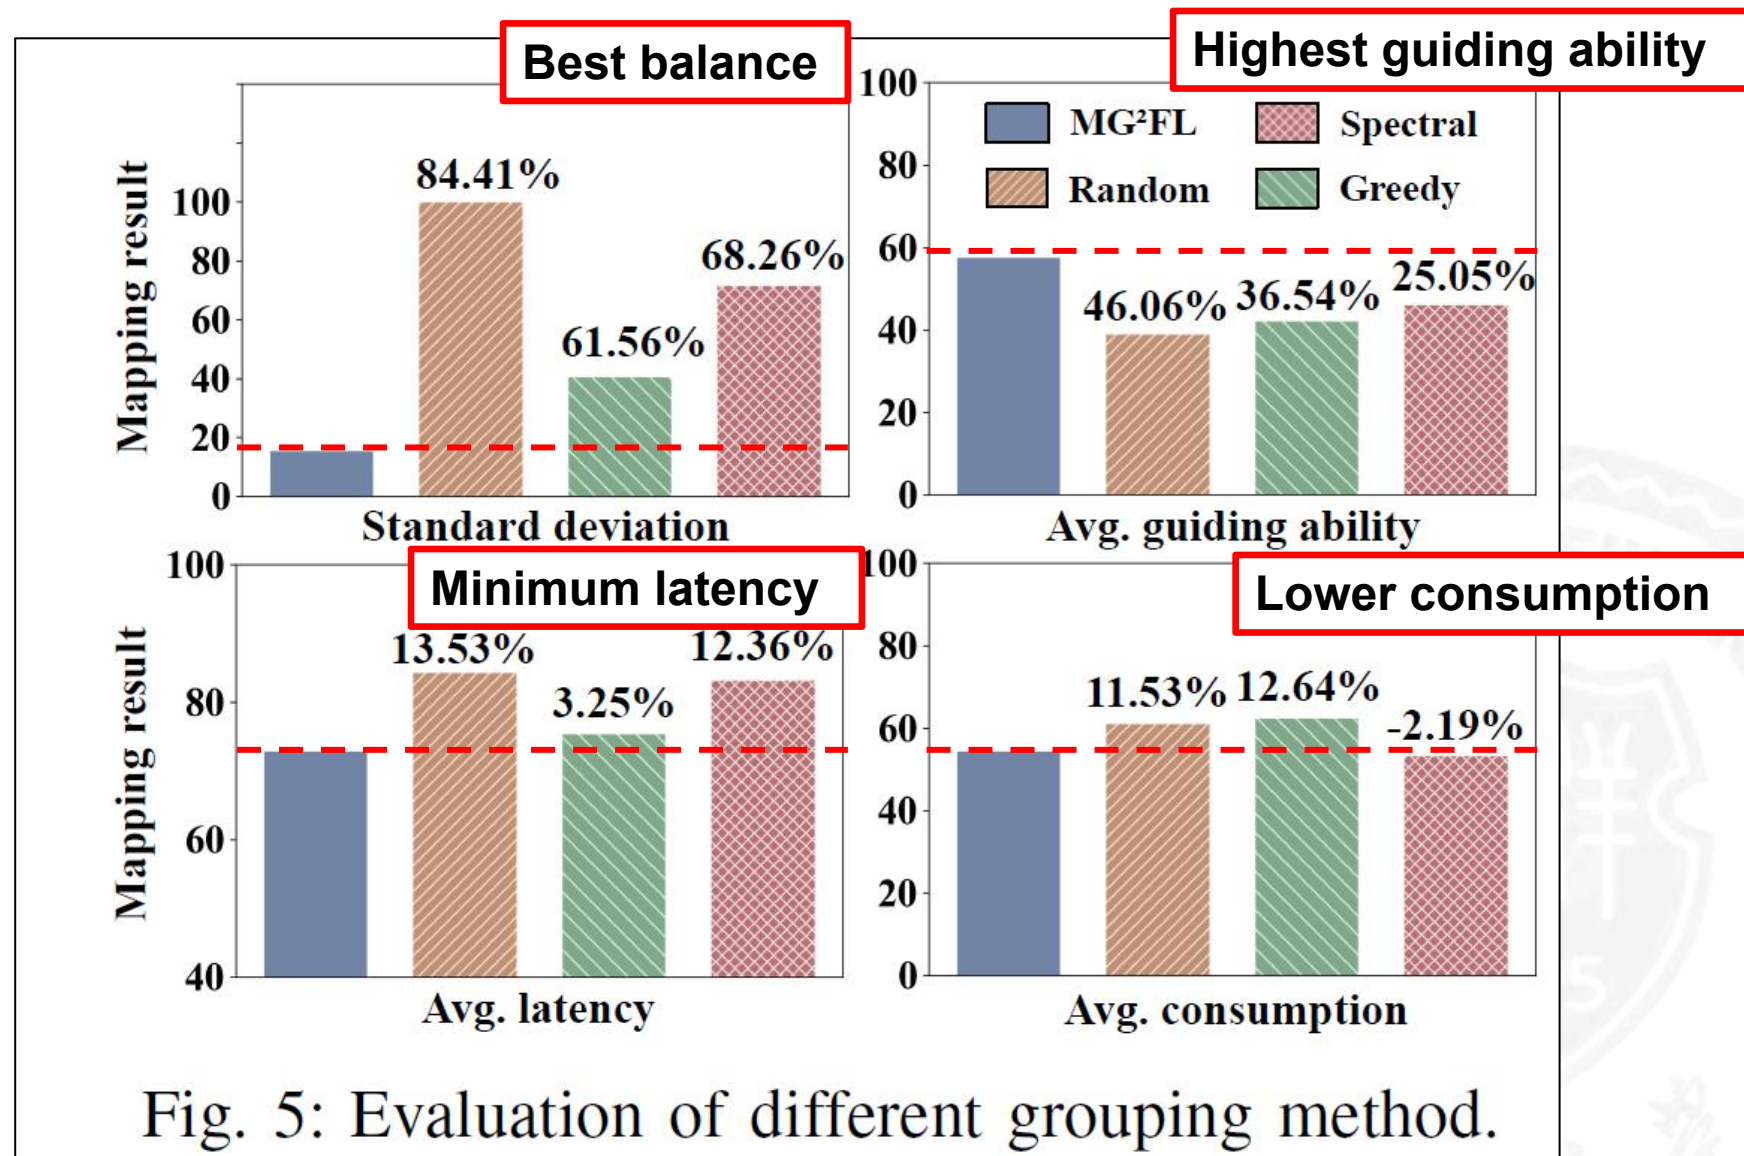 Best balance
Highest guiding ability
Mapping result
100
80
60
40
20
0
84.41%
61.56%
68.26%
Standard deviation
100
80
60
40
20
0
MG²FL
Spectral
Random
Greedy
46.06%
36.54%
25.05%
Avg. guiding ability
Minimum latency
Lower consumption
Mapping result
100
80
60
40
13.53%
3.25%
12.36%
Avg. latency
100
80
60
40
20
0
11.53%
12.64%
-2.19%
Avg. consumption
Fig. 5: Evaluation of different grouping method.